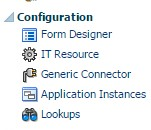 Configuration
Form Designer
IT Resource
Generic Connector
Application Instances
Lookups